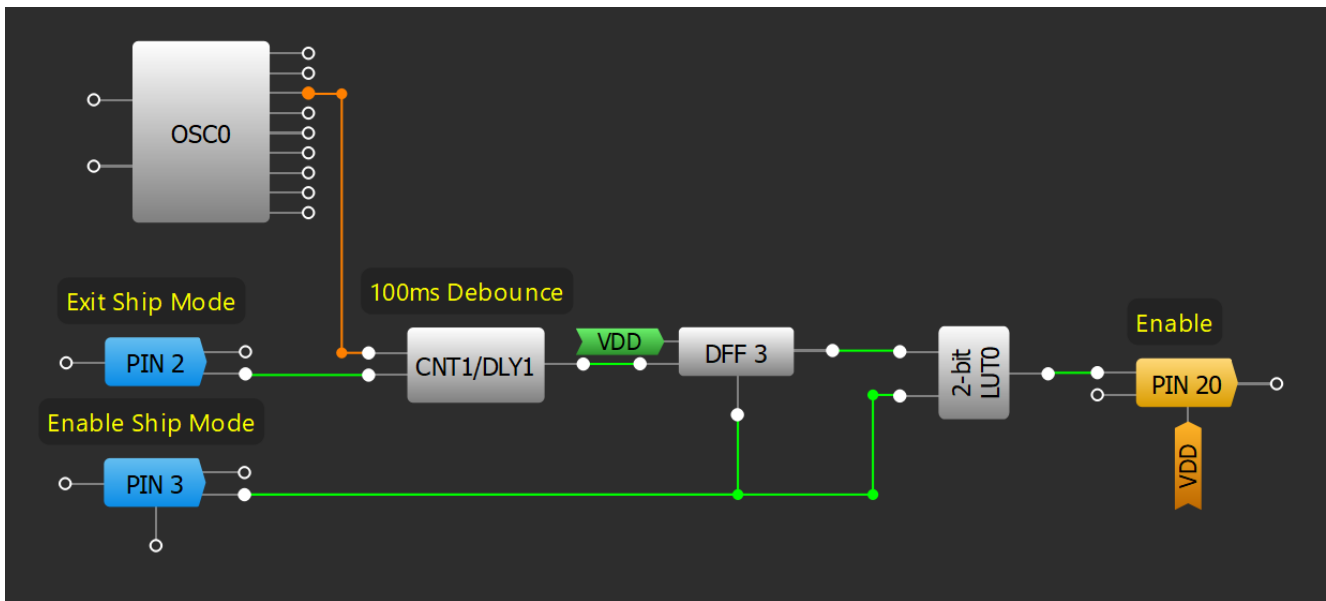 OSC0
Exit Ship Mode
100ms Debounce
Enable
PIN 2
CNT1/DLY1
VDD
DFF 3
2-bit
LUT0
PIN 20
Enable Ship Mode
PIN 3
VDD